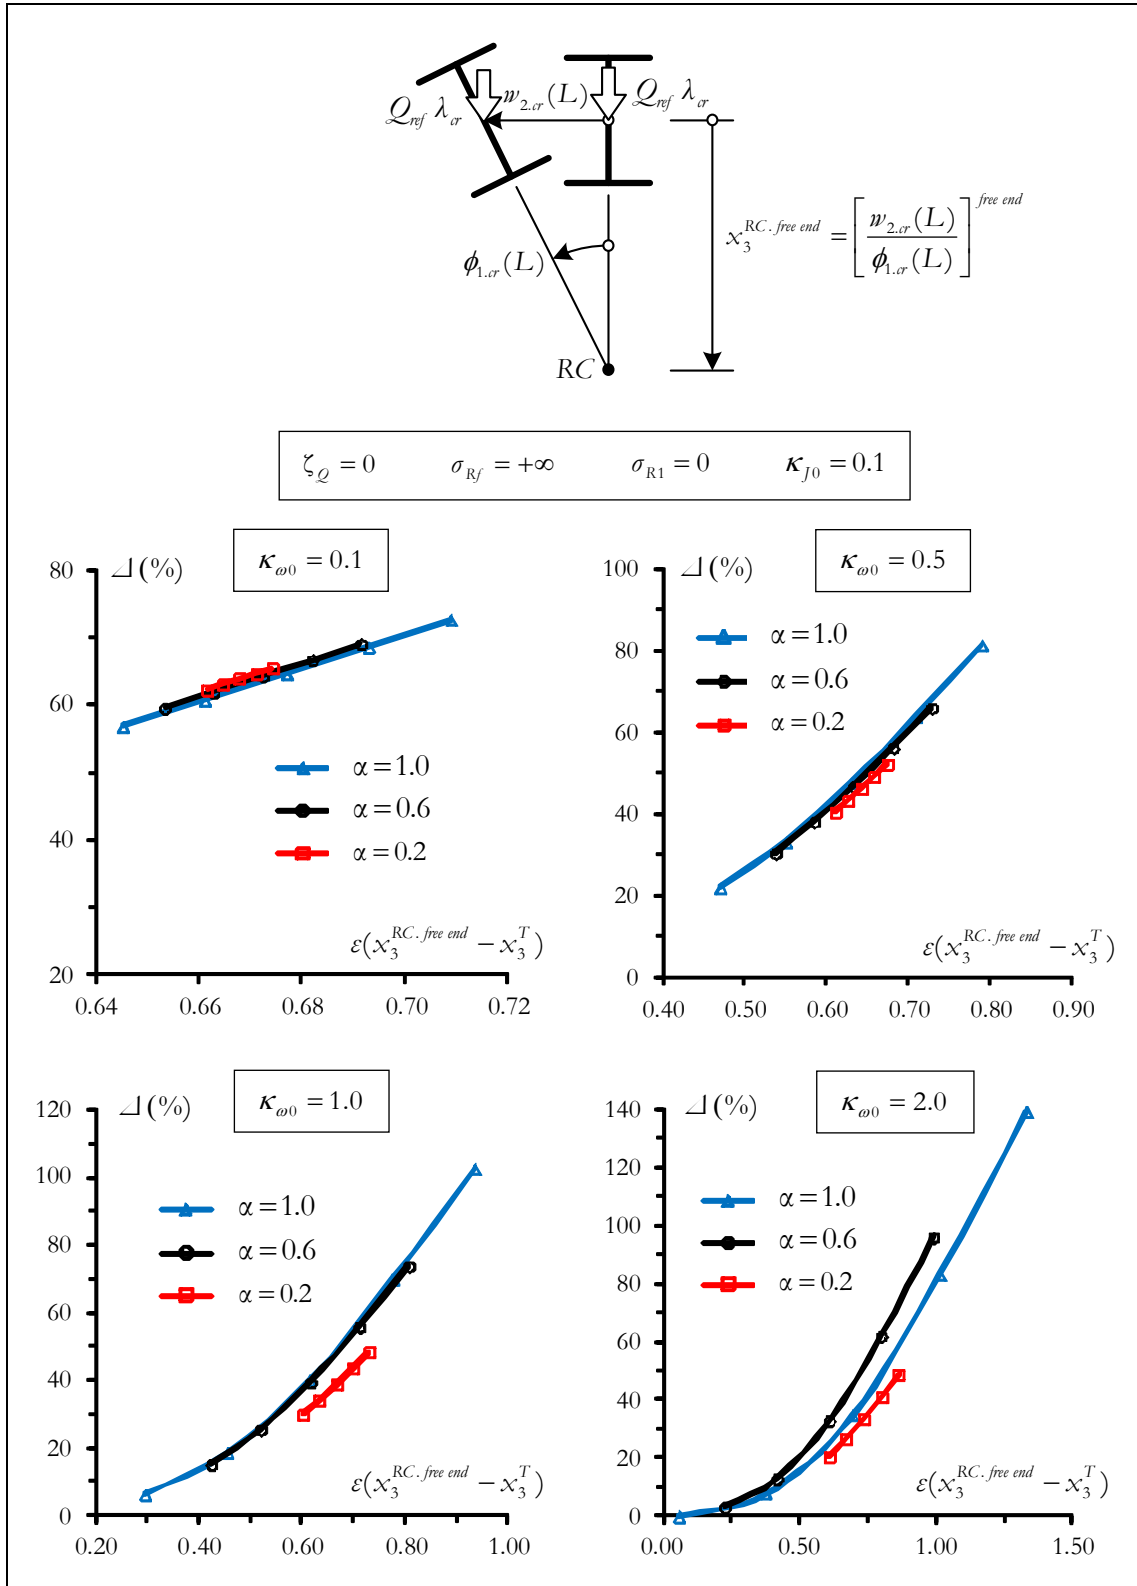 Q_ref λ_cr
w_2.cr(L)
Q_ref λ_cr
ϕ_1.cr(L)
x_3^{RC.free end} = [w_2.cr(L) / ϕ_1.cr(L)]^{free end}
RC
ζ_Q = 0 σ_Rf = +∞ σ_R1 = 0 κ_J0 = 0.1
Δ(%)
κ_ω0 = 0.1
80
60
40
20
α=1.0
α=0.6
α=0.2
ε(x_3^{RC.free end} − x_3^T)
0.64 0.66 0.68 0.70 0.72
Δ(%)
κ_ω0 = 0.5
100
80
60
40
20
0
α=1.0
α=0.6
α=0.2
ε(x_3^{RC.free end} − x_3^T)
0.40 0.50 0.60 0.70 0.80 0.90
Δ(%)
κ_ω0 = 1.0
120
100
80
60
40
20
0
α=1.0
α=0.6
α=0.2
ε(x_3^{RC.free end} − x_3^T)
0.20 0.40 0.60 0.80 1.00
Δ(%)
κ_ω0 = 2.0
140
120
100
80
60
40
20
0
α=1.0
α=0.6
α=0.2
ε(x_3^{RC.free end} − x_3^T)
0.00 0.50 1.00 1.50